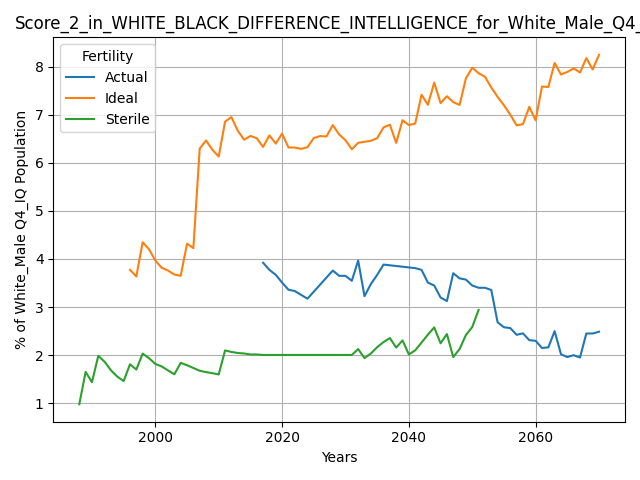 Score_2_in_WHITE_BLACK_DIFFERENCE_INTELLIGENCE_for_White_Male_Q4_
Fertility
Actual
Ideal
Sterile
% of White_Male Q4_IQ Population
8
7
6
5
4
3
2
1
2000 2020 2040 2060
Years